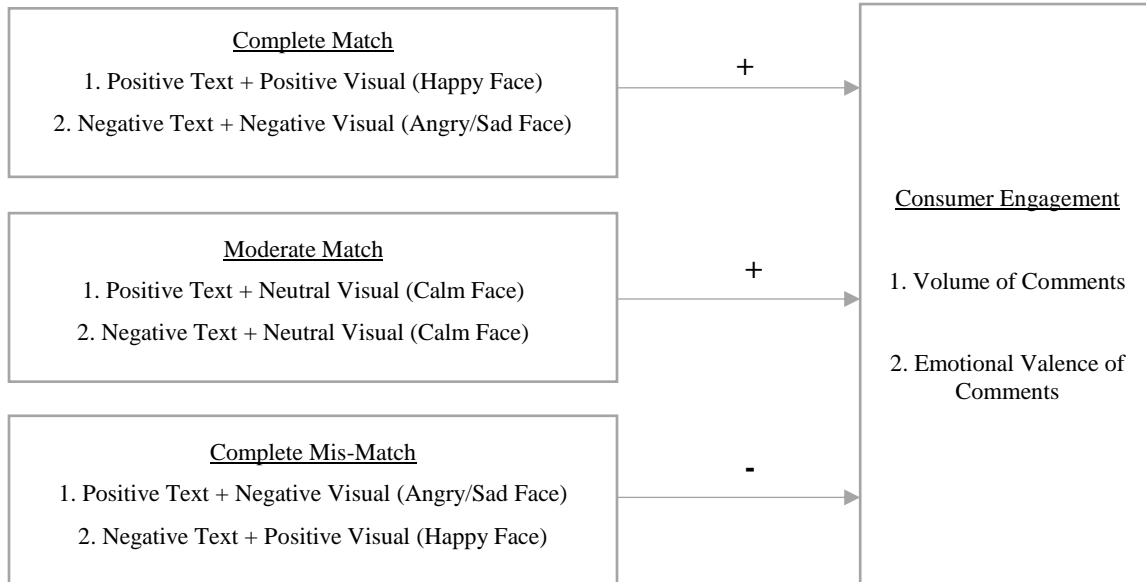 Complete Match
1. Positive Text + Positive Visual (Happy Face)
2. Negative Text + Negative Visual (Angry/Sad Face)
+
Moderate Match
1. Positive Text + Neutral Visual (Calm Face)
2. Negative Text + Neutral Visual (Calm Face)
+
Complete Mis-Match
1. Positive Text + Negative Visual (Angry/Sad Face)
2. Negative Text + Positive Visual (Happy Face)
-
Consumer Engagement
1. Volume of Comments
2. Emotional Valence of
Comments